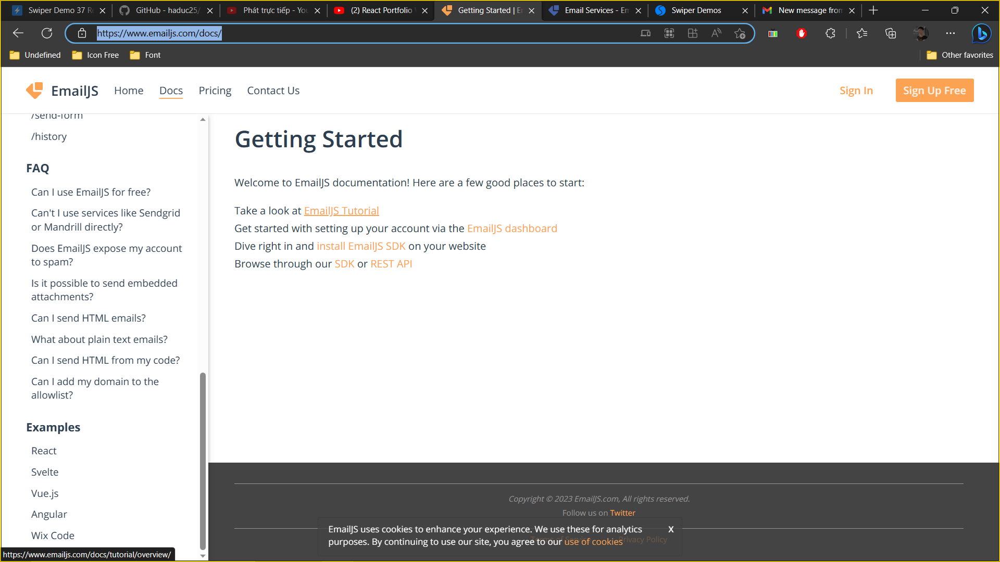 Swiper Demo 37 R
GitHub - haduc25/
Phát trực tiếp - You
(2) React Portfolio
Getting Started | E
Email Services - Em
Swiper Demos
New message from
https://www.emailjs.com/docs/
Undefined
Icon Free
Font
Other favorites
EmailJS
Home
Docs
Pricing
Contact Us
Sign In
Sign Up Free
/send-form
/history
FAQ
Can I use EmailJS for free?
Can't I use services like Sendgrid
or Mandrill directly?
Does EmailJS expose my account
to spam?
Is it possible to send embedded
attachments?
Can I send HTML emails?
What about plain text emails?
Can I send HTML from my code?
Can I add my domain to the
allowlist?
Examples
React
Svelte
Vue.js
Angular
Wix Code
https://www.emailjs.com/docs/tutorial/overview/
Getting Started
Welcome to EmailJS documentation! Here are a few good places to start:
Take a look at EmailJS Tutorial
Get started with setting up your account via the EmailJS dashboard
Dive right in and install EmailJS SDK on your website
Browse through our SDK or REST API
Copyright © 2023 EmailJS.com, All rights reserved.
Follow us on Twitter
Terms of Service
Privacy Policy
EmailJS uses cookies to enhance your experience. We use these for analytics
purposes. By continuing to use our site, you agree to our use of cookies
X